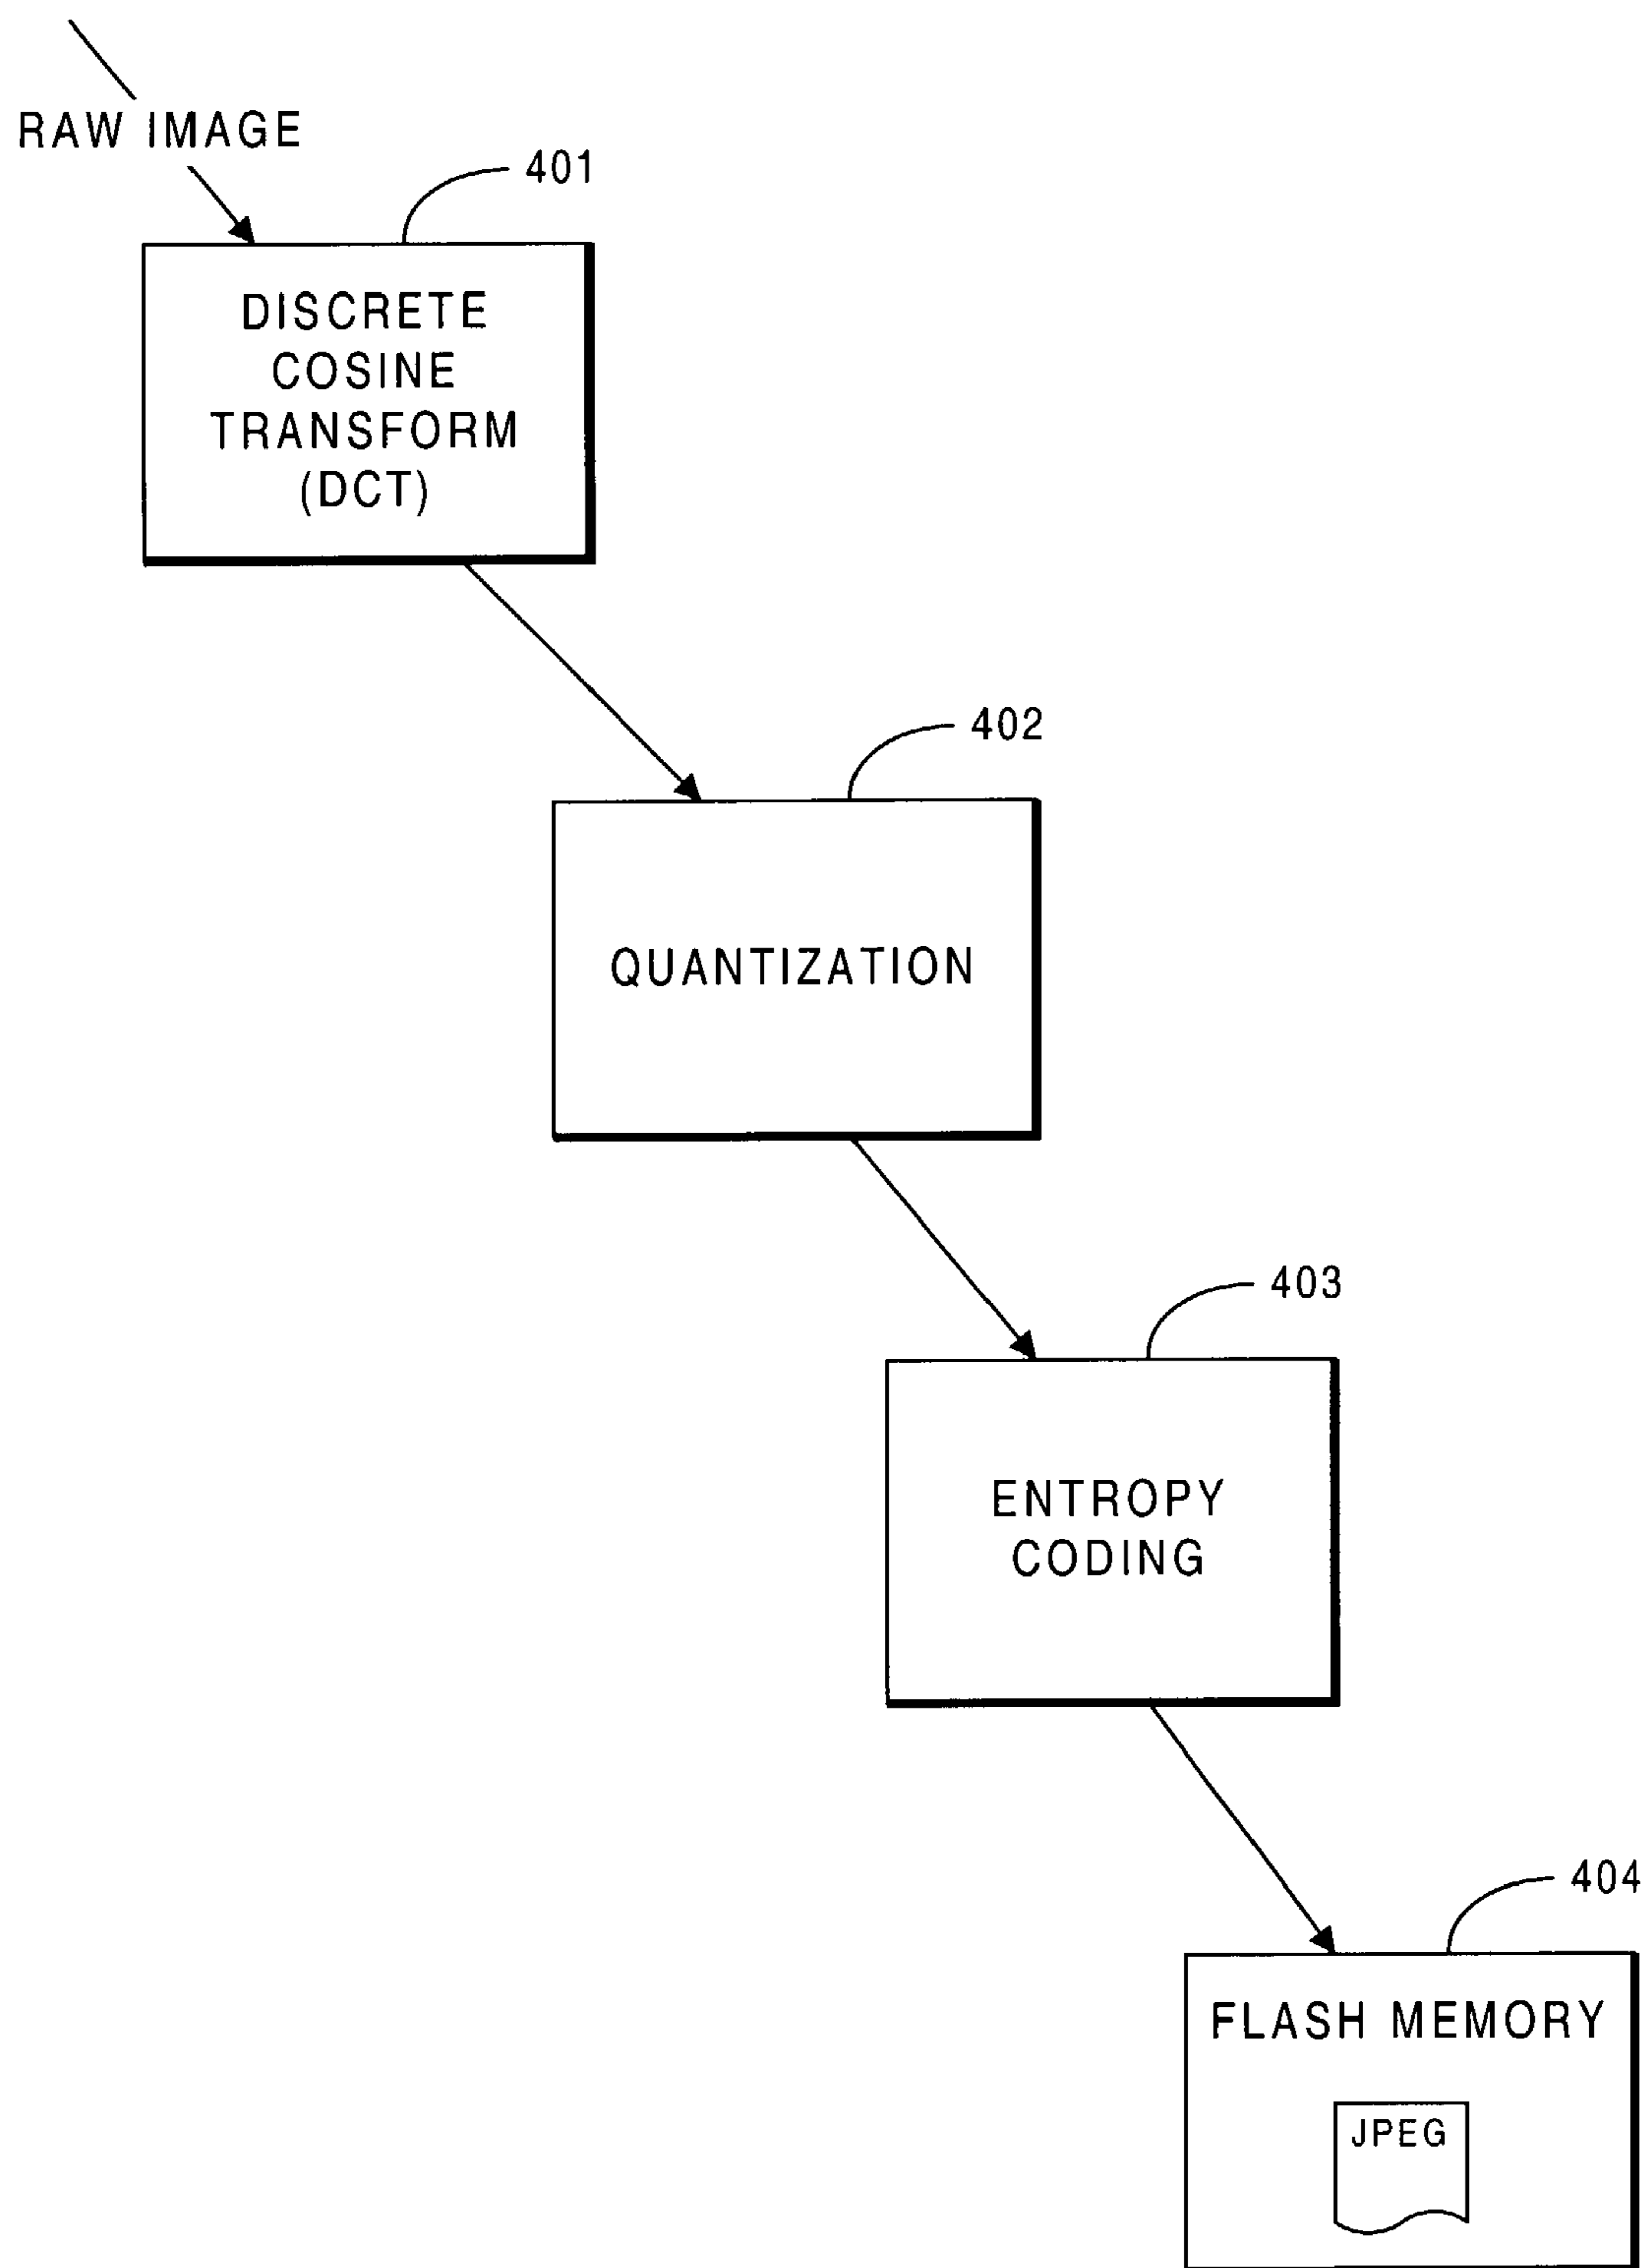 RAW IMAGE
401
DISCRETE
COSINE
TRANSFORM
(DCT)
402
QUANTIZATION
403
ENTROPY
CODING
404
FLASH MEMORY
JPEG